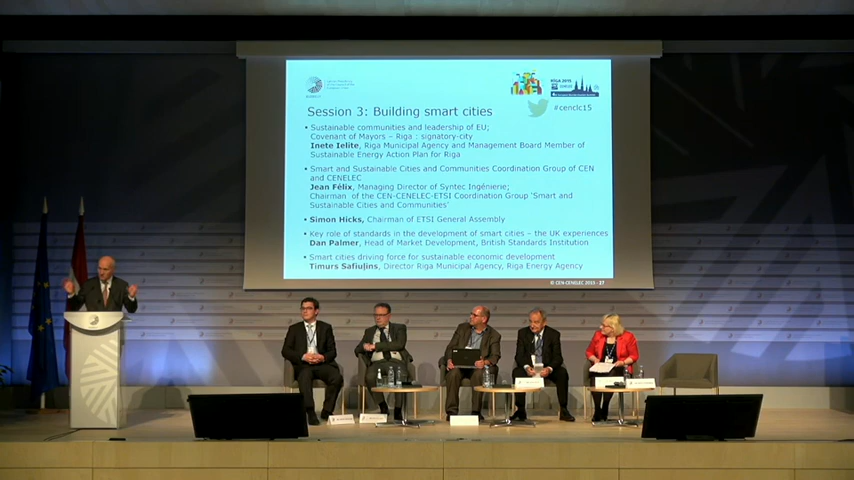 RIGA 2015
#cenclc15
Session 3: Building smart cities
• Sustainable communities and leadership of EU;
Covenant of Mayors – Riga : signatory-city
Inete Ielite, Riga Municipal Agency and Management Board Member of
Sustainable Energy Action Plan for Riga
• Smart and Sustainable Cities and Communities Coordination Group of CEN
and CENELEC
Jean Félix, Managing Director of Syntec Ingénierie;
Chairman of the CEN-CENELEC-ETSI Coordination Group 'Smart and
Sustainable Cities and Communities'
• Simon Hicks, Chairman of ETSI General Assembly
• Key role of standards in the development of smart cities – the UK experiences
Dan Palmer, Head of Market Development, British Standards Institution
• Smart cities driving force for sustainable economic development
Timurs Safiuļins, Director Riga Municipal Agency, Riga Energy Agency
© CEN-CENELEC 2015 - 27